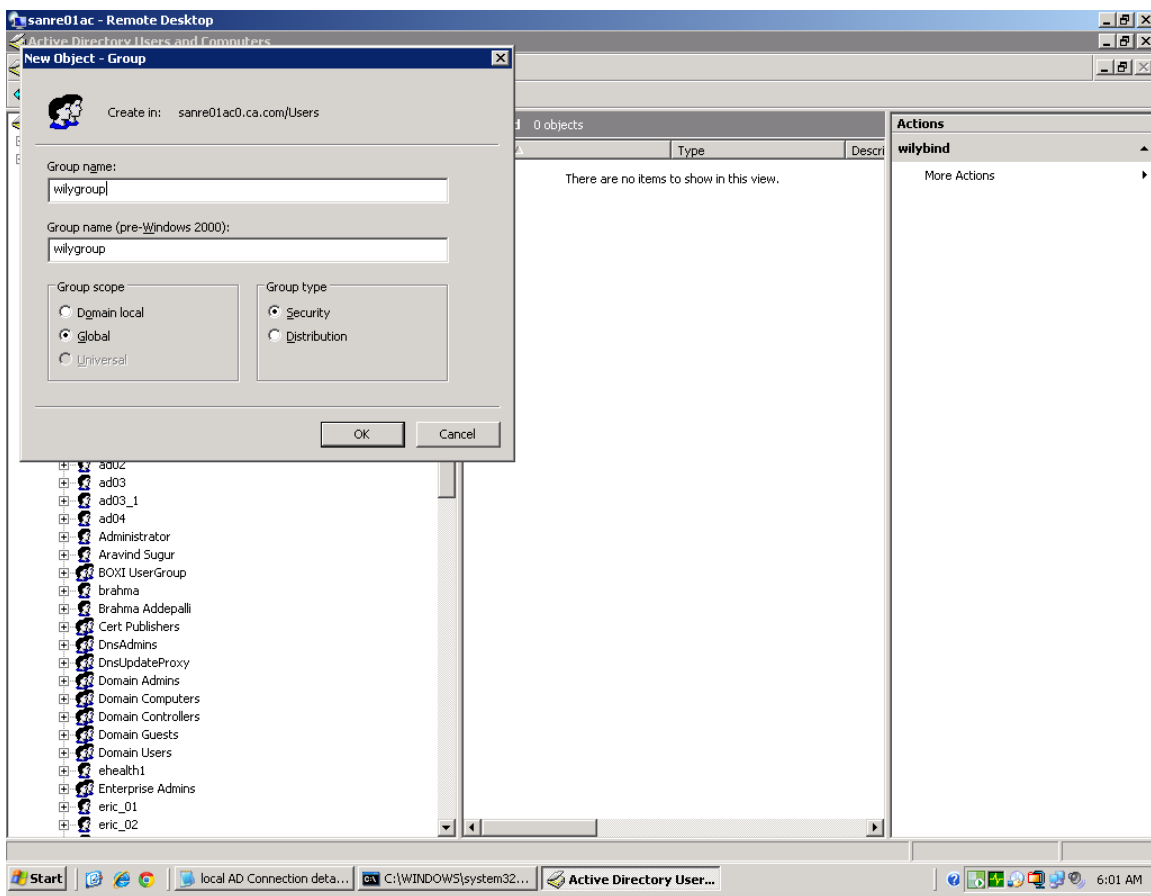 sanre01ac - Remote Desktop
Active Directory Users and Computers
New Object - Group
Create in: sanre01ac0.ca.com/Users
Group name:
wilygroup
Group name (pre-Windows 2000):
wilygroup
Group scope
Domain local
Global
Universal
Group type
Security
Distribution
OK
Cancel
0 objects
Type
Descri
There are no items to show in this view.
Actions
wilybind
More Actions
ad02
ad03
ad03_1
ad04
Administrator
Aravind Sugur
BOXI UserGroup
brahma
Brahma Addepalli
Cert Publishers
DnsAdmins
DnsUpdateProxy
Domain Admins
Domain Computers
Domain Controllers
Domain Guests
Domain Users
ehealth1
Enterprise Admins
eric_01
eric_02
Start
local AD Connection deta...
C:\WINDOWS\system32...
Active Directory User...
6:01 AM